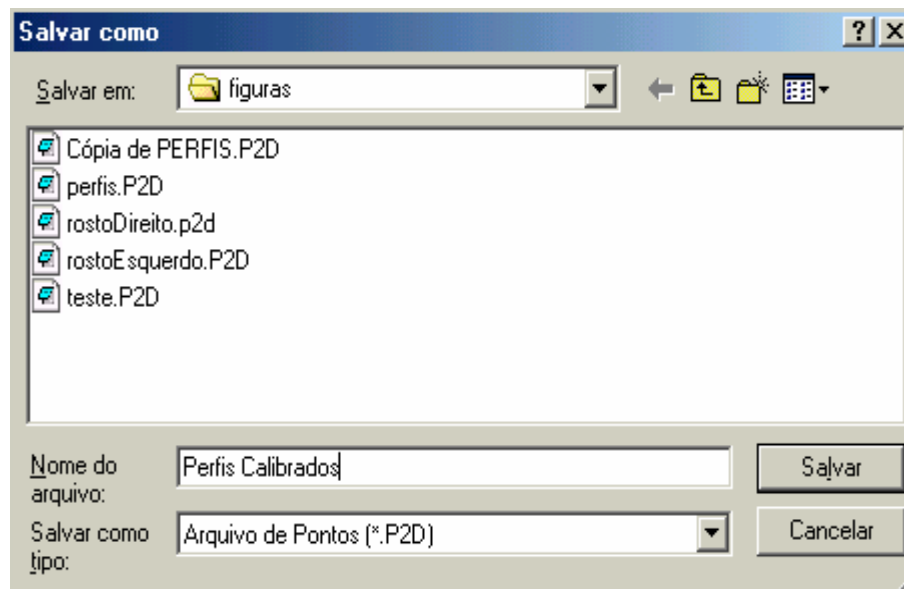 Salvar como
Salvar em: figuras
Cópia de PERFIS.P2D
perfis.P2D
rostoDireito.p2d
rostoEsquerdo.P2D
teste.P2D
Nome do
arquivo:
Perfis Calibrados
Salvar
Salvar como
tipo:
Arquivo de Pontos (*.P2D)
Cancelar